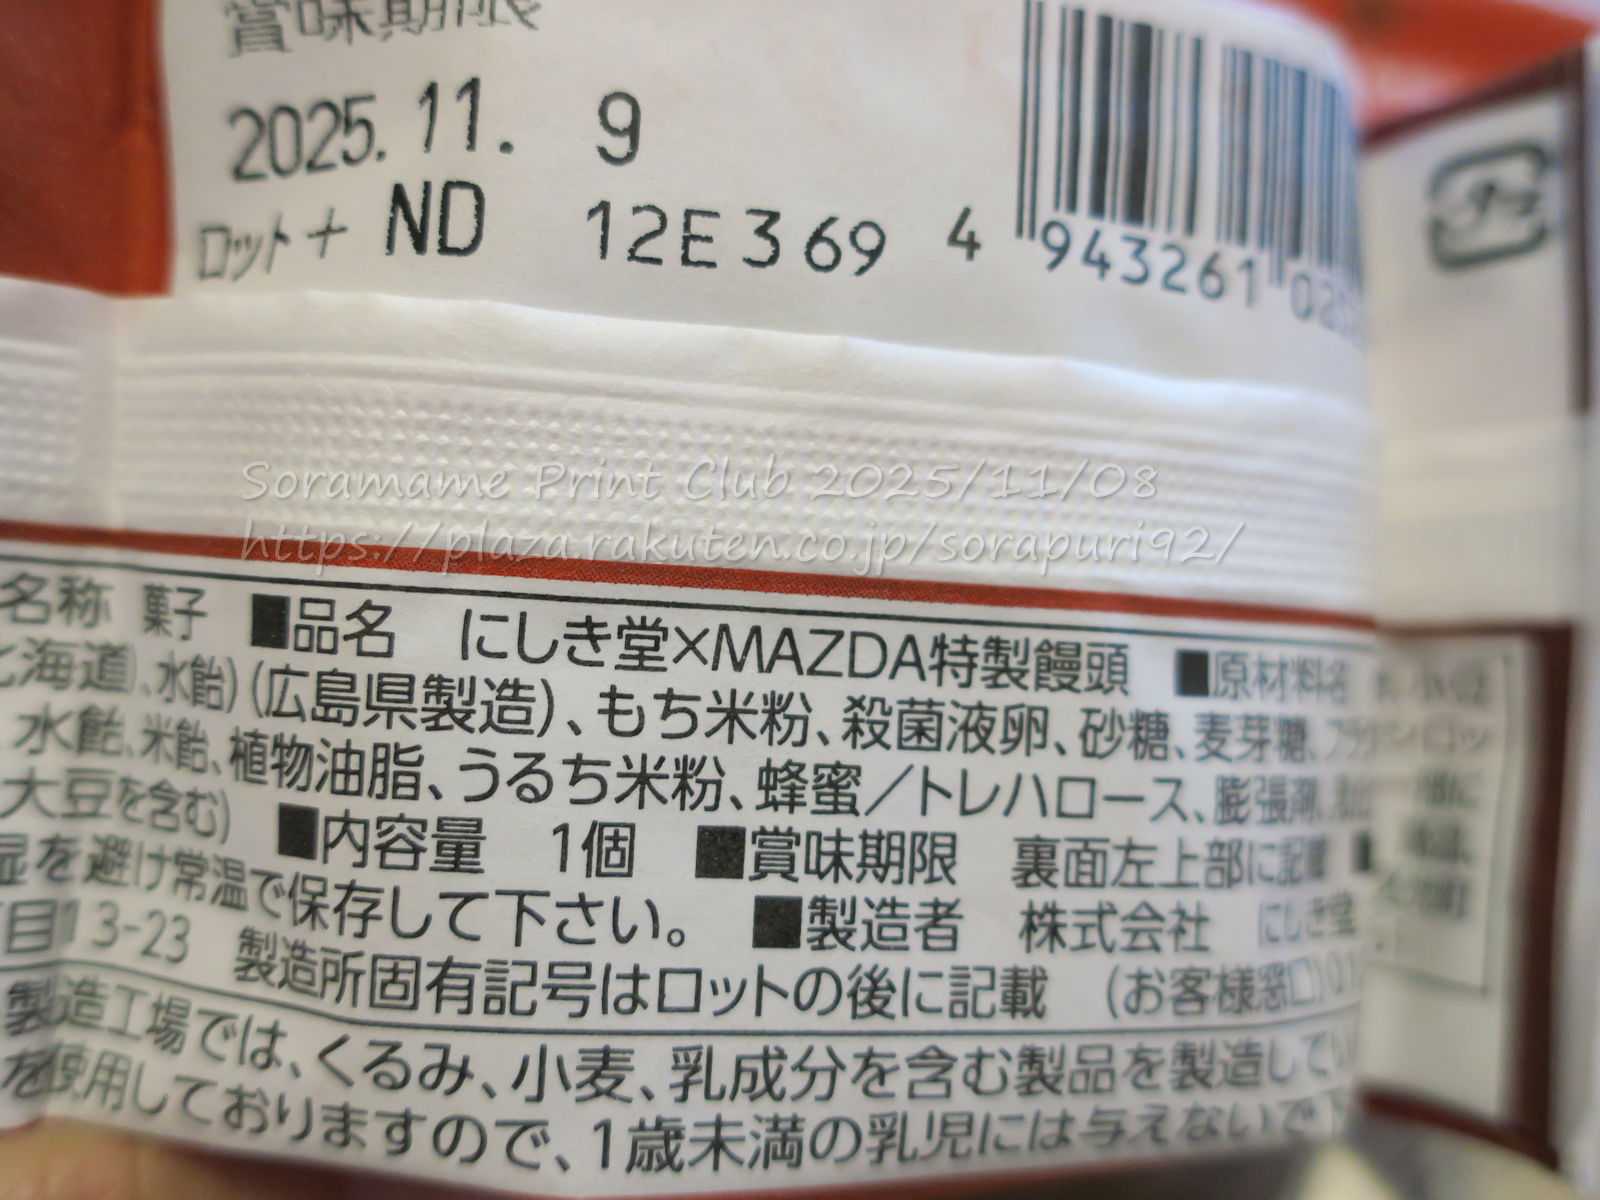 賞味期限
2025.11. 9
ロット+ ND 12E369
4 943261 02
プラ
Soramame Print Club 2025/11/08
https://plaza.rakuten.co.jp/sorapuri92/
名称 菓子 ■品名 にしき堂×MAZDA特製饅頭 ■原材料名
北海道)、水飴)(広島県製造)、もち米粉、殺菌液卵、砂糖、麦芽糖、
水飴、米飴、植物油脂、うるち米粉、蜂蜜/トレハロース、膨張剤、
大豆を含む) ■内容量 1個 ■賞味期限 裏面左上部に記載
湿を避け常温で保存して下さい。 ■製造者 株式会社 にしき堂
目13-23 製造所固有記号はロットの後に記載 (お客様窓口)
製造工場では、くるみ、小麦、乳成分を含む製品を製造してい
を使用しておりますので、1歳未満の乳児には与えないで